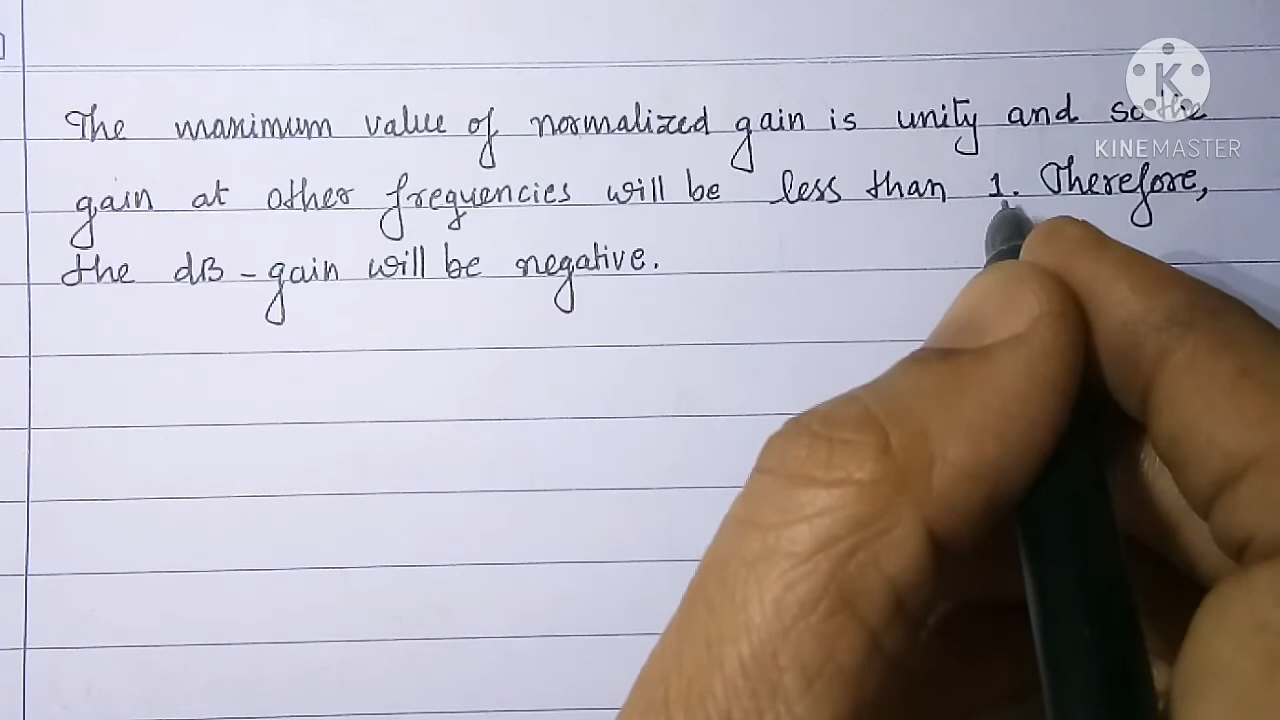 The maximum value of normalized gain is unity and so the
gain at other frequencies will be less than 1. Therefore,
the dB-gain will be negative.
K
KINEMASTER